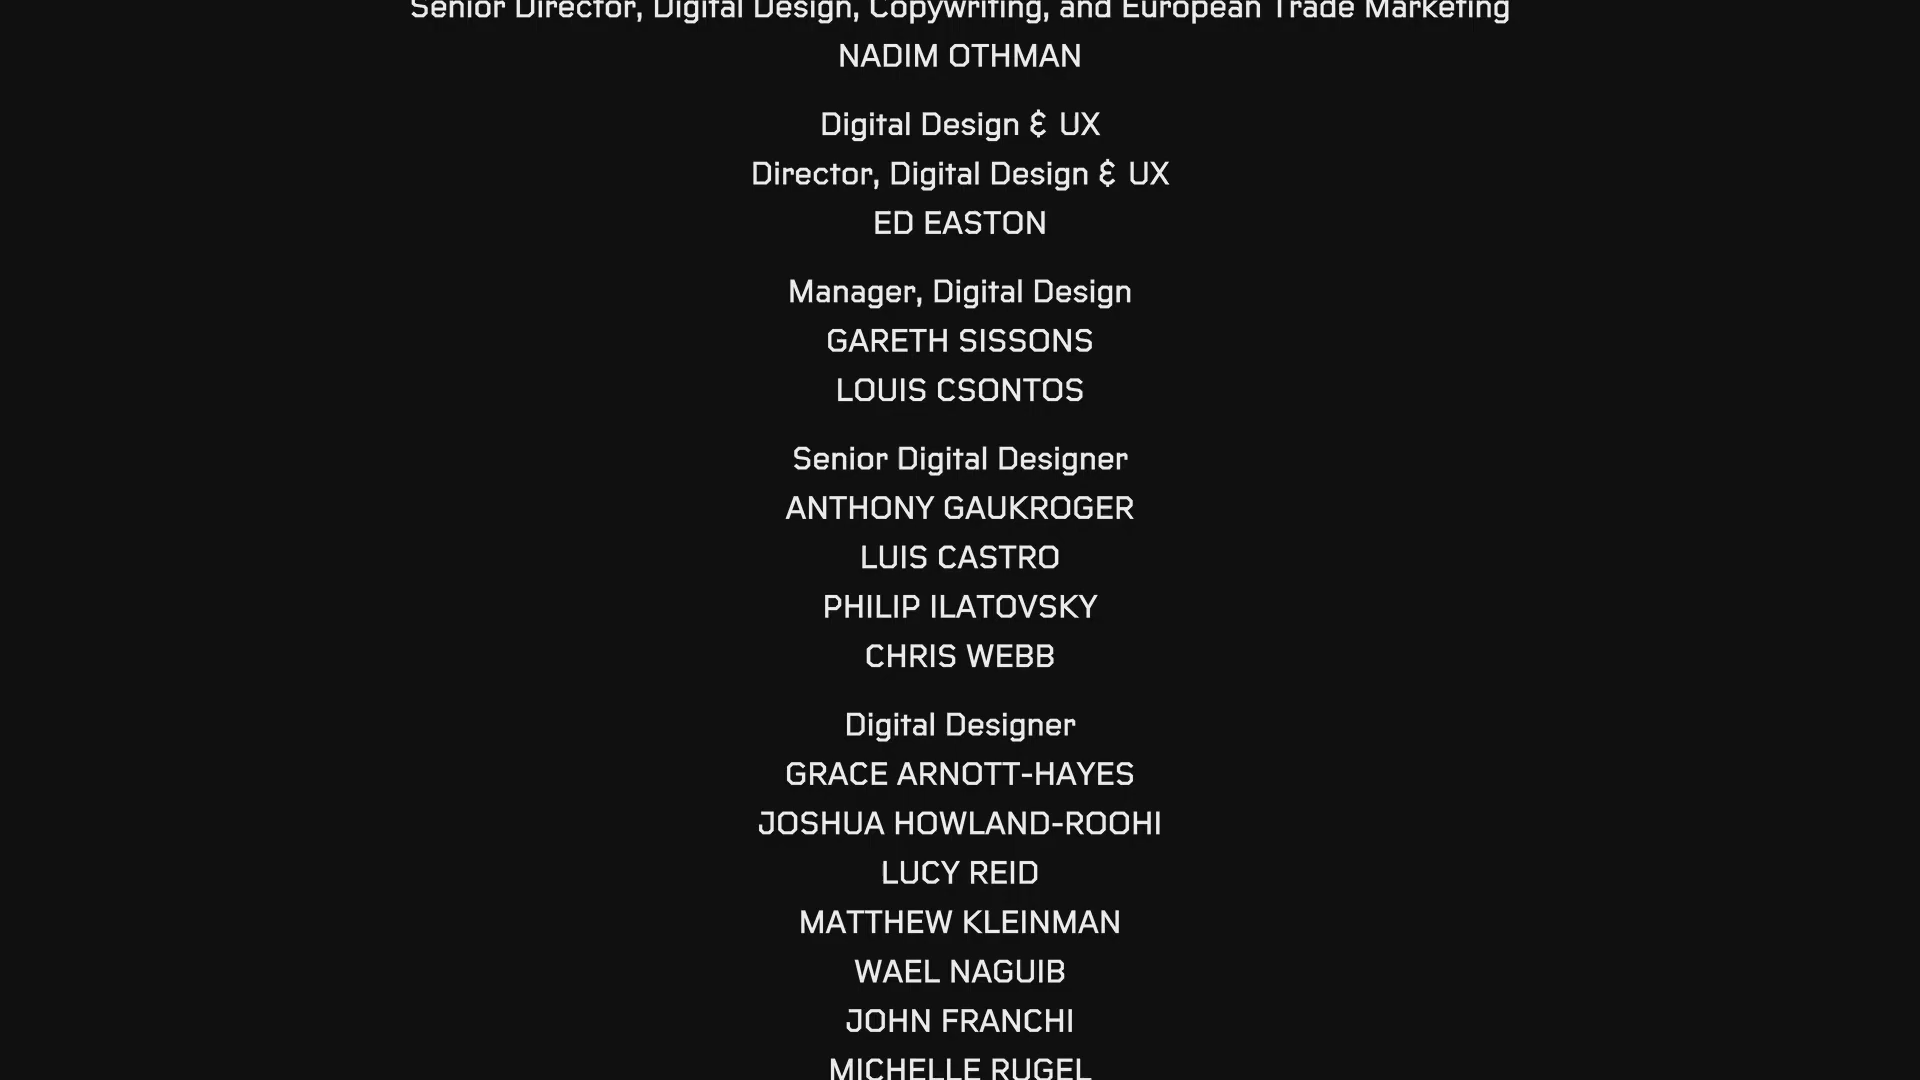 Senior Director, Digital Design, Copywriting, and European Trade Marketing
NADIM OTHMAN
Digital Design & UX
Director, Digital Design & UX
ED EASTON
Manager, Digital Design
GARETH SISSONS
LOUIS CSONTOS
Senior Digital Designer
ANTHONY GAUKROGER
LUIS CASTRO
PHILIP ILATOVSKY
CHRIS WEBB
Digital Designer
GRACE ARNOTT-HAYES
JOSHUA HOWLAND-ROOHI
LUCY REID
MATTHEW KLEINMAN
WAEL NAGUIB
JOHN FRANCHI
MICHELLE RUGEL